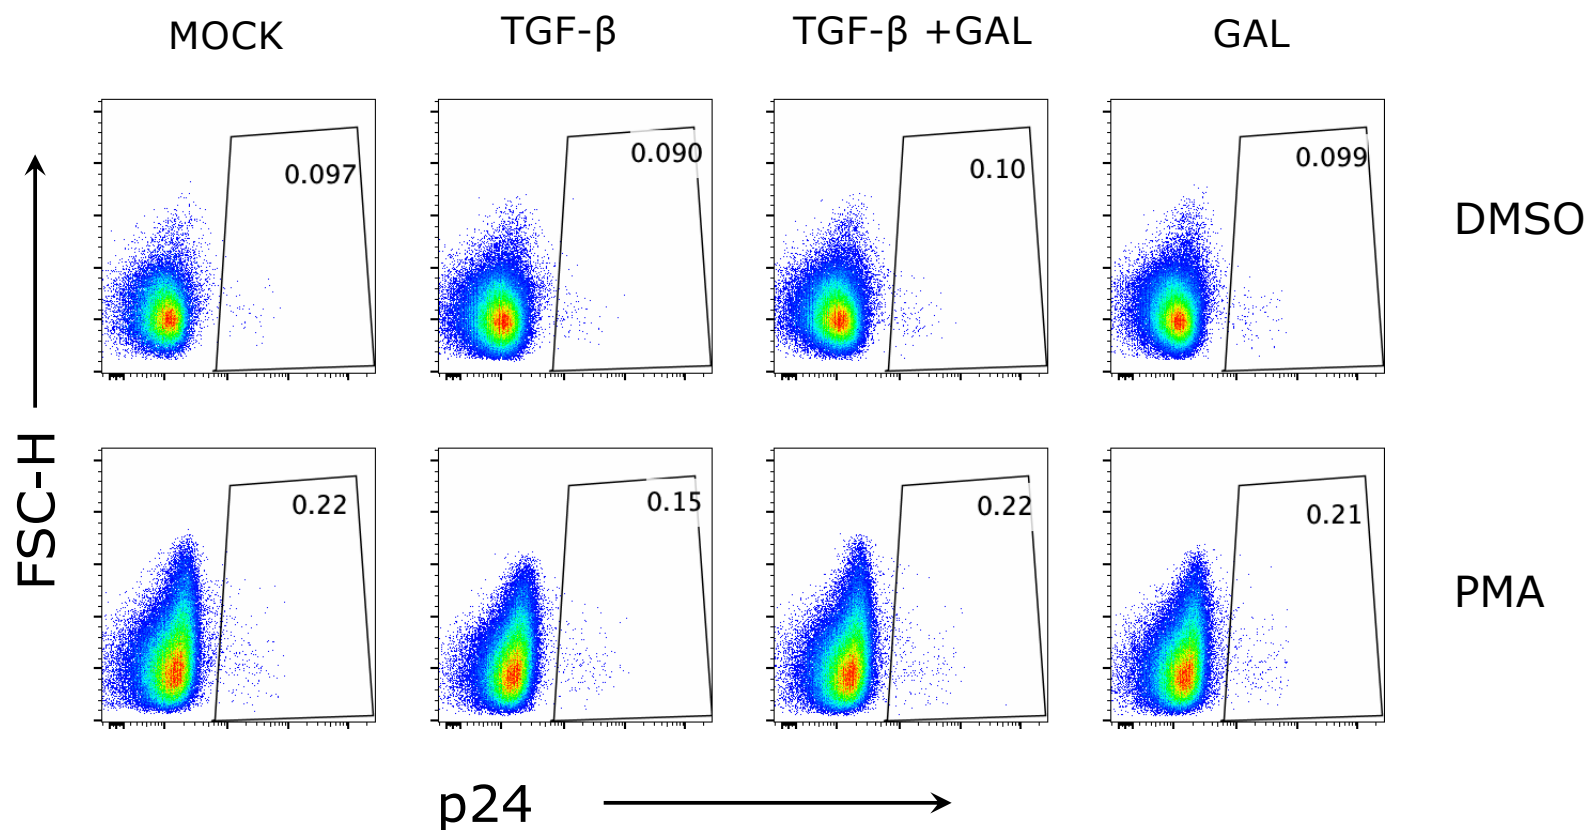 MOCK
TGF-β
TGF-β +GAL
GAL
0.097
0.090
0.10
0.099
DMSO
FSC-H
0.22
0.15
0.22
0.21
PMA
p24